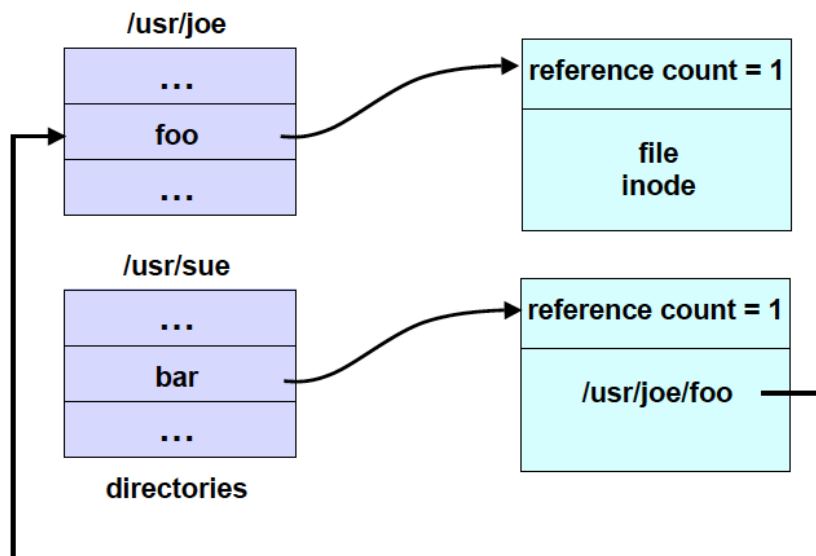 /usr/joe
...
foo
...
reference count = 1
file
inode
/usr/sue
...
bar
...
directories
reference count = 1
/usr/joe/foo